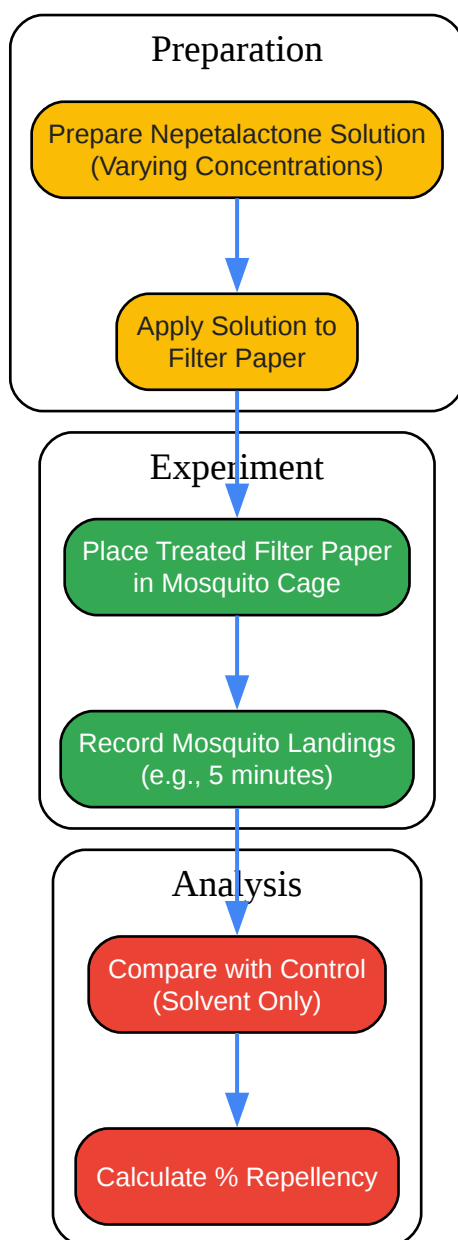 Preparation
Prepare Nepetalactone Solution
(Varying Concentrations)
Apply Solution to
Filter Paper
Experiment
Place Treated Filter Paper
in Mosquito Cage
Record Mosquito Landings
(e.g., 5 minutes)
Analysis
Compare with Control
(Solvent Only)
Calculate % Repellency